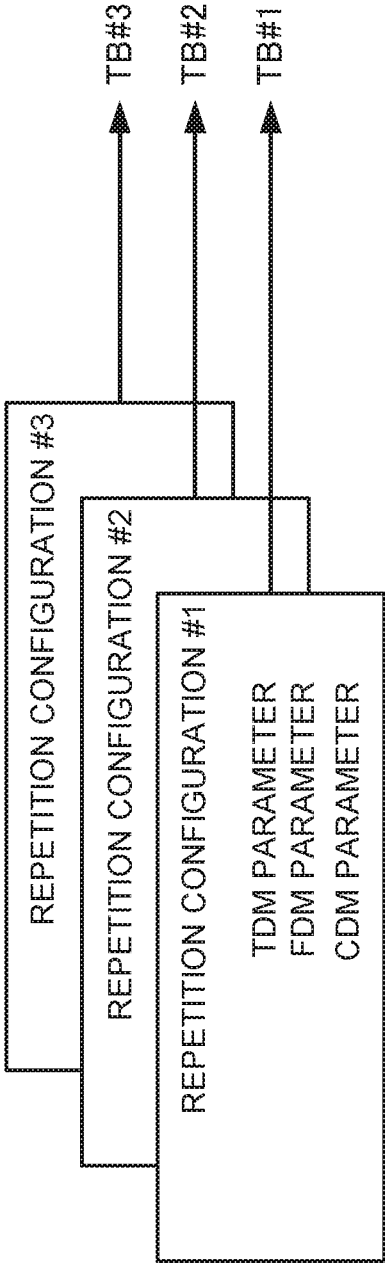 REPETITION CONFIGURATION #3
TB#3
REPETITION CONFIGURATION #2
TB#2
REPETITION CONFIGURATION #1
TB#1
TDM PARAMETER
FDM PARAMETER
CDM PARAMETER